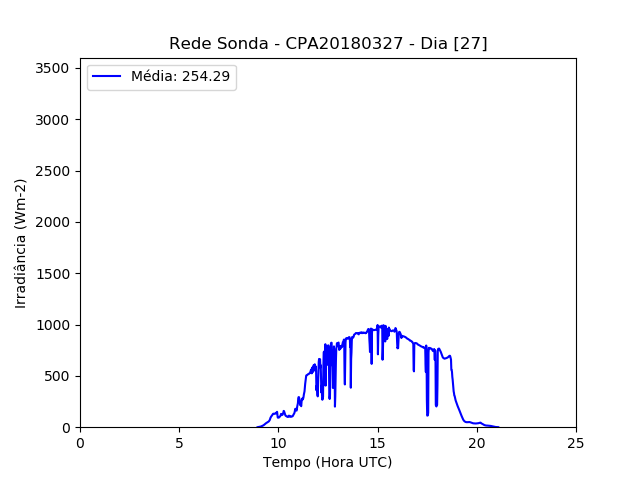 Rede Sonda - CPA20180327 - Dia [27]
Média: 254.29
3500
3000
2500
2000
1500
1000
500
0
Irradiância (Wm-2)
0 5 10 15 20 25
Tempo (Hora UTC)